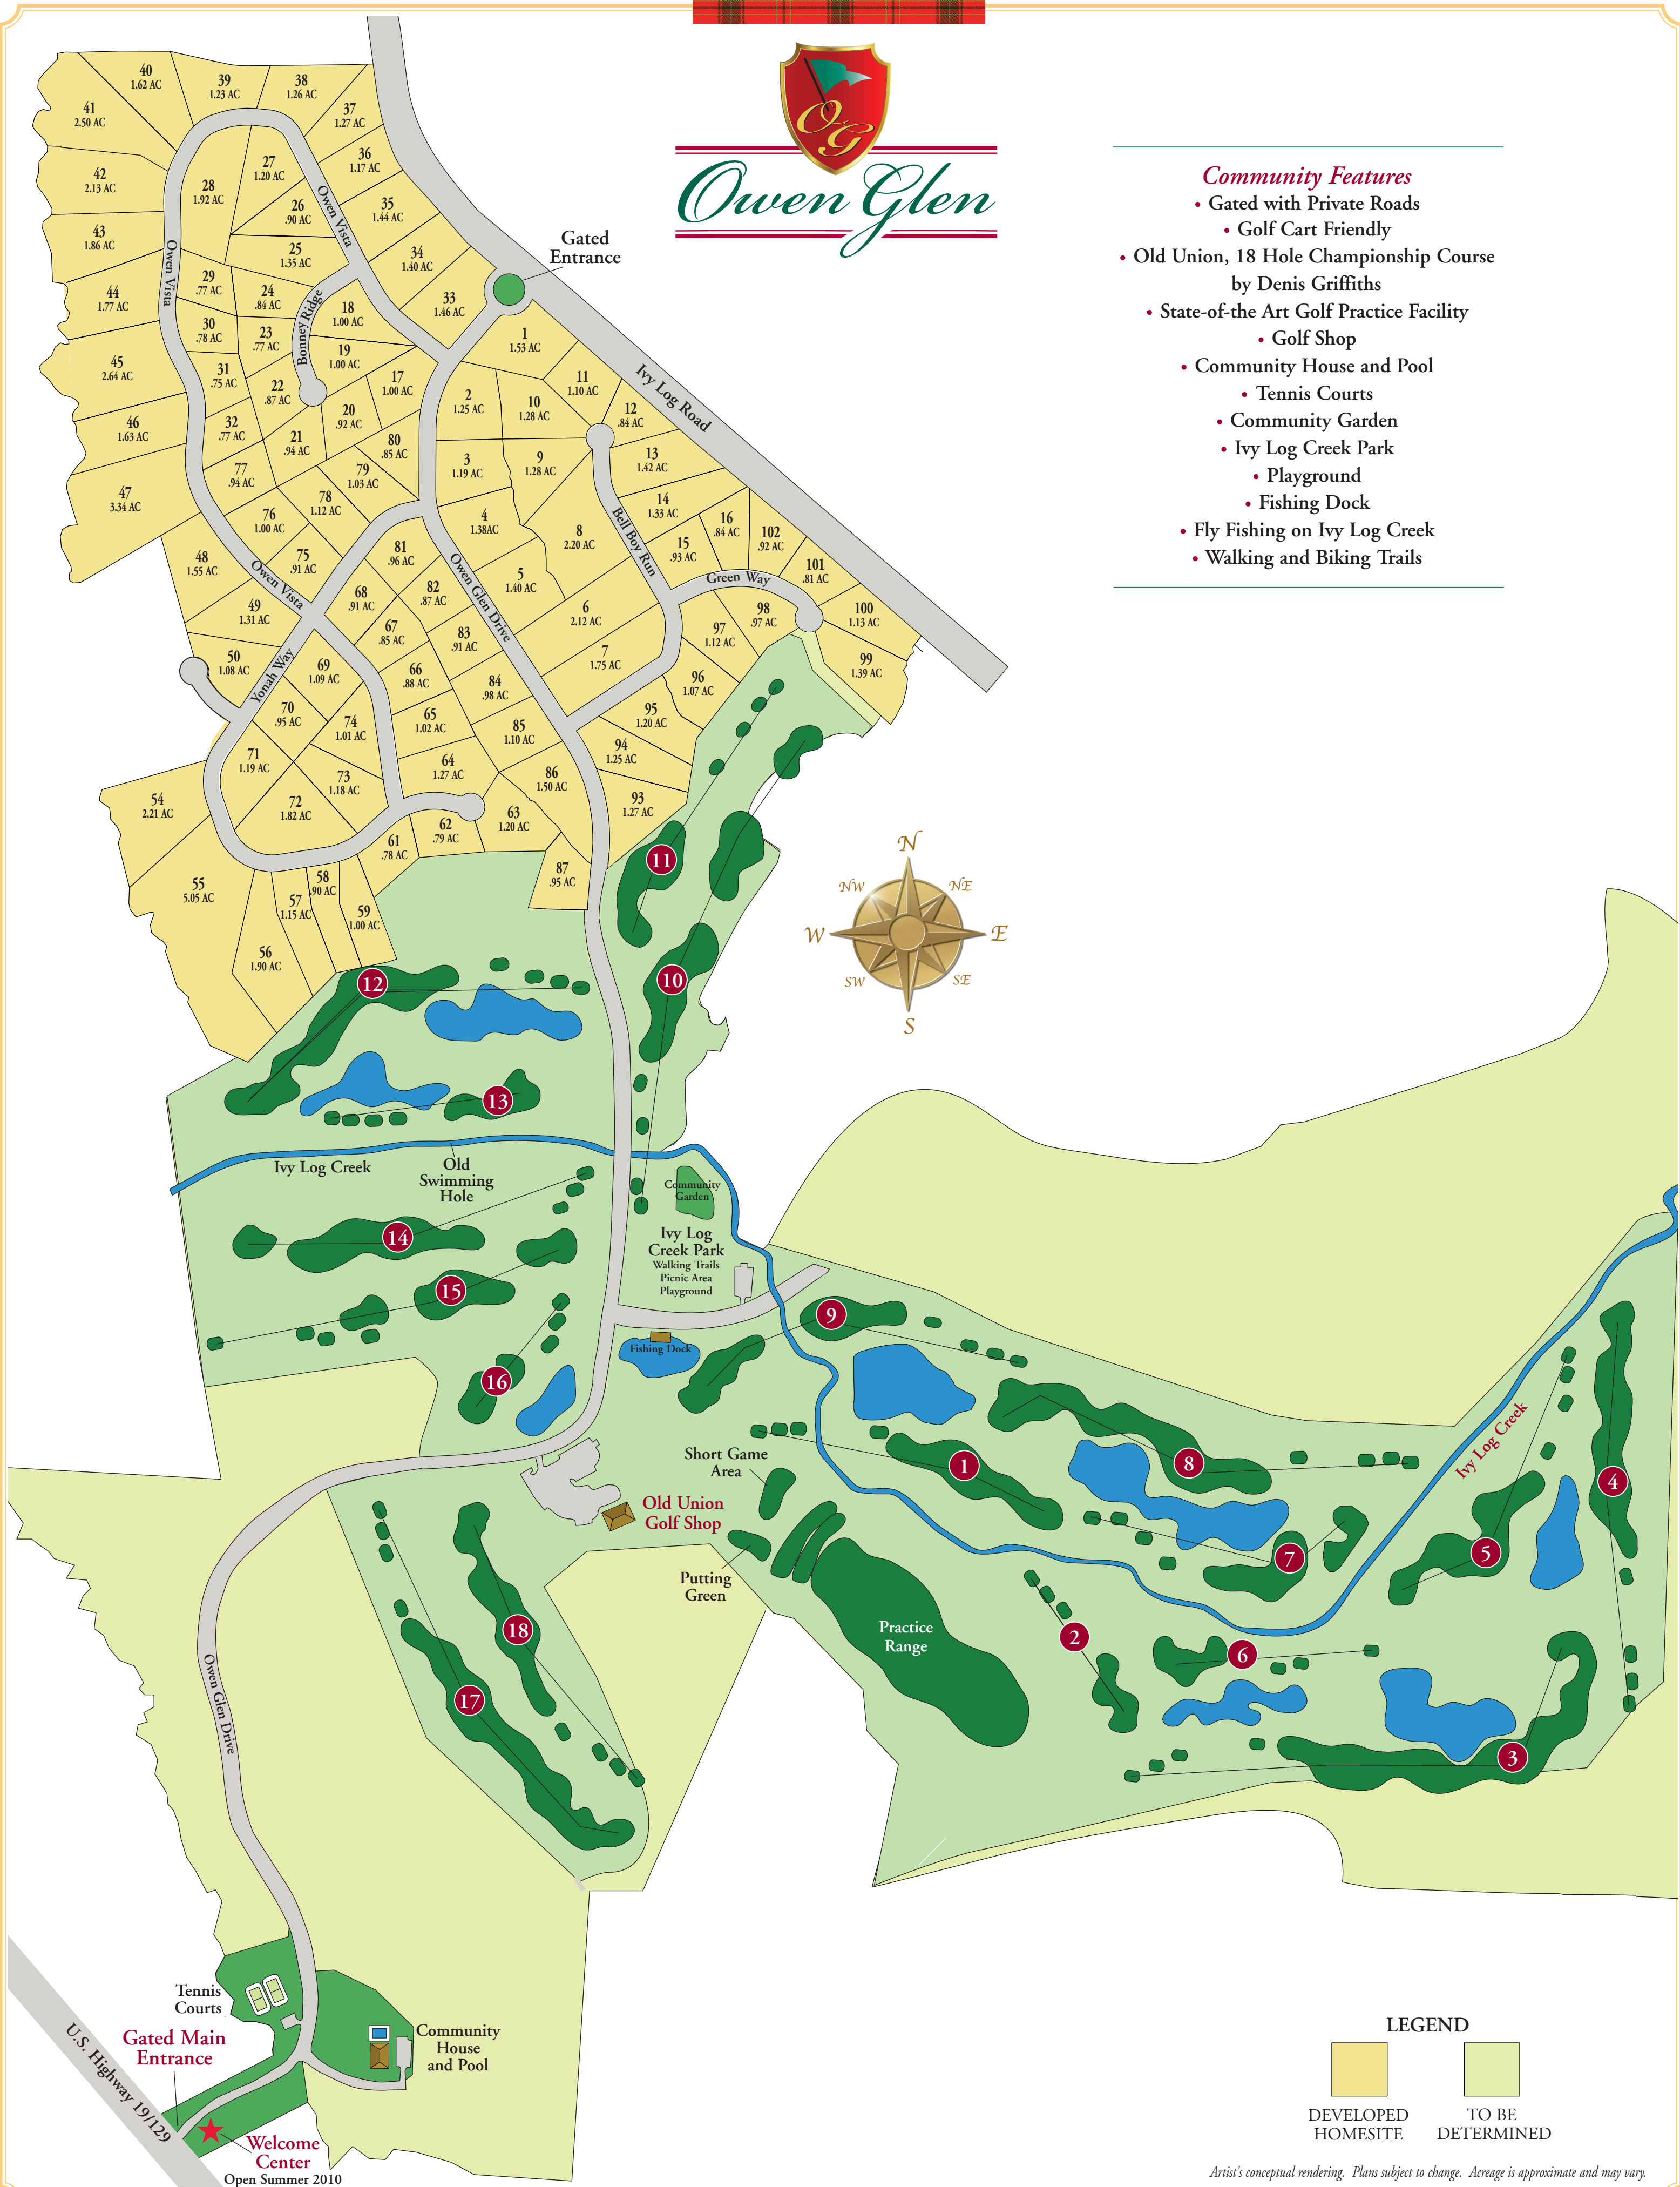 OG
Owen Glen
Community Features
• Gated with Private Roads
• Golf Cart Friendly
• Old Union, 18 Hole Championship Course
by Denis Griffiths
• State-of-the Art Golf Practice Facility
• Golf Shop
• Community House and Pool
• Tennis Courts
• Community Garden
• Ivy Log Creek Park
• Playground
• Fishing Dock
• Fly Fishing on Ivy Log Creek
• Walking and Biking Trails
Gated
Entrance
Ivy Log Road
40
1.62 AC
39
1.23 AC
38
1.26 AC
41
2.50 AC
37
1.27 AC
36
1.17 AC
42
2.13 AC
28
1.92 AC
27
1.20 AC
26
.90 AC
Owen Vista
35
1.44 AC
43
1.86 AC
Owen Vista
25
1.35 AC
34
1.40 AC
44
1.77 AC
29
.77 AC
24
.84 AC
Bonney Ridge
18
1.00 AC
33
1.46 AC
30
.78 AC
23
.77 AC
19
1.00 AC
1
1.53 AC
45
2.64 AC
31
.75 AC
22
.87 AC
17
1.00 AC
2
1.25 AC
10
1.28 AC
11
1.10 AC
12
.84 AC
46
1.63 AC
32
.77 AC
21
.94 AC
20
.92 AC
80
.85 AC
3
1.19 AC
9
1.28 AC
13
1.42 AC
47
3.34 AC
77
.94 AC
78
1.12 AC
79
1.03 AC
14
1.33 AC
76
1.00 AC
4
1.38AC
8
2.20 AC
Bell Boy Run
15
.93 AC
16
.84 AC
102
.92 AC
101
.81 AC
48
1.55 AC
75
.91 AC
Owen Vista
81
.96 AC
Owen Glen Drive
5
1.40 AC
Green Way
49
1.31 AC
68
.91 AC
82
.87 AC
6
2.12 AC
98
.97 AC
100
1.13 AC
67
.85 AC
83
.91 AC
97
1.12 AC
50
1.08 AC
Yonah Way
69
1.09 AC
66
.88 AC
84
.98 AC
7
1.75 AC
96
1.07 AC
99
1.39 AC
70
.95 AC
74
1.01 AC
65
1.02 AC
85
1.10 AC
95
1.20 AC
71
1.19 AC
73
1.18 AC
64
1.27 AC
86
1.50 AC
94
1.25 AC
54
2.21 AC
72
1.82 AC
61
.78 AC
62
.79 AC
63
1.20 AC
93
1.27 AC
55
5.05 AC
58
.90 AC
57
1.15 AC
59
1.00 AC
87
.95 AC
56
1.90 AC
N
NW
NE
W
E
SW
SE
S
11
10
12
13
Ivy Log Creek
Old
Swimming
Hole
Community
Garden
Ivy Log
Creek Park
Walking Trails
Picnic Area
Playground
14
15
16
9
Fishing Dock
Short Game
Area
Old Union
Golf Shop
Putting
Green
Practice
Range
1
8
Ivy Log Creek
4
7
5
2
6
3
18
17
Owen Glen Drive
Tennis
Courts
Gated Main
Entrance
Community
House
and Pool
U.S. Highway 19/129
Welcome
Center
Open Summer 2010
LEGEND
DEVELOPED
HOMESITE
TO BE
DETERMINED
Artist's conceptual rendering. Plans subject to change. Acreage is approximate and may vary.